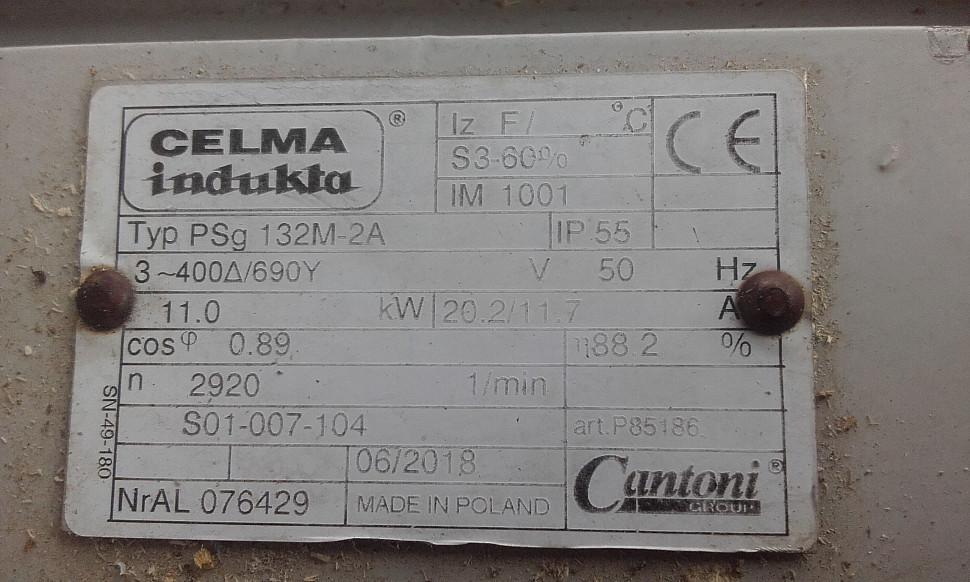 CELMA ®
indukta
Iz F/ °C
S3-60%
IM 1001
CE
Typ PSg 132M-2A IP 55
3~400Δ/690Y V 50 Hz
11.0 kW 20.2/11.7 A
cos φ 0.89 η 88.2 %
n 2920 1/min
S01-007-104 art.P85186
06/2018
NrAL 076429 MADE IN POLAND
Cantoni ®
GROUP
SN-49-180